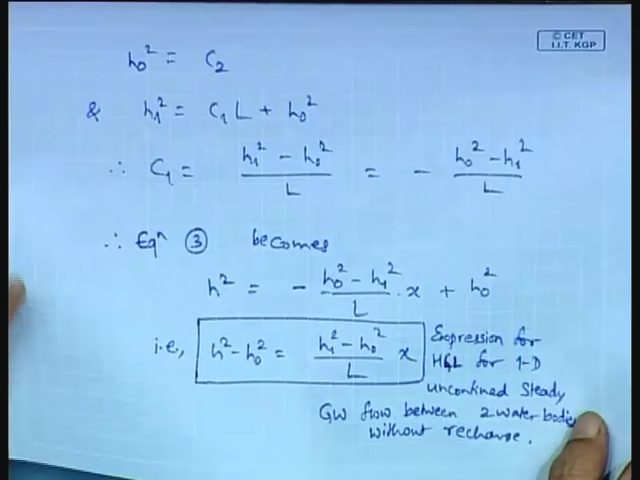 © CET
I.I.T. KGP
h₀² = C₂
& h₁² = C₁ L + h₀²
∴ C₁ = (h₁² - h₀²)/L = - (h₀² - h₁²)/L
∴ Eqⁿ ③ becomes
h² = - (h₀² - h₁²)/L . x + h₀²
i.e., h² - h₀² = (h₁² - h₀²)/L x
Expression for
HGL for 1-D
unconfined Steady
GW flow between 2 water bodies
without recharge.